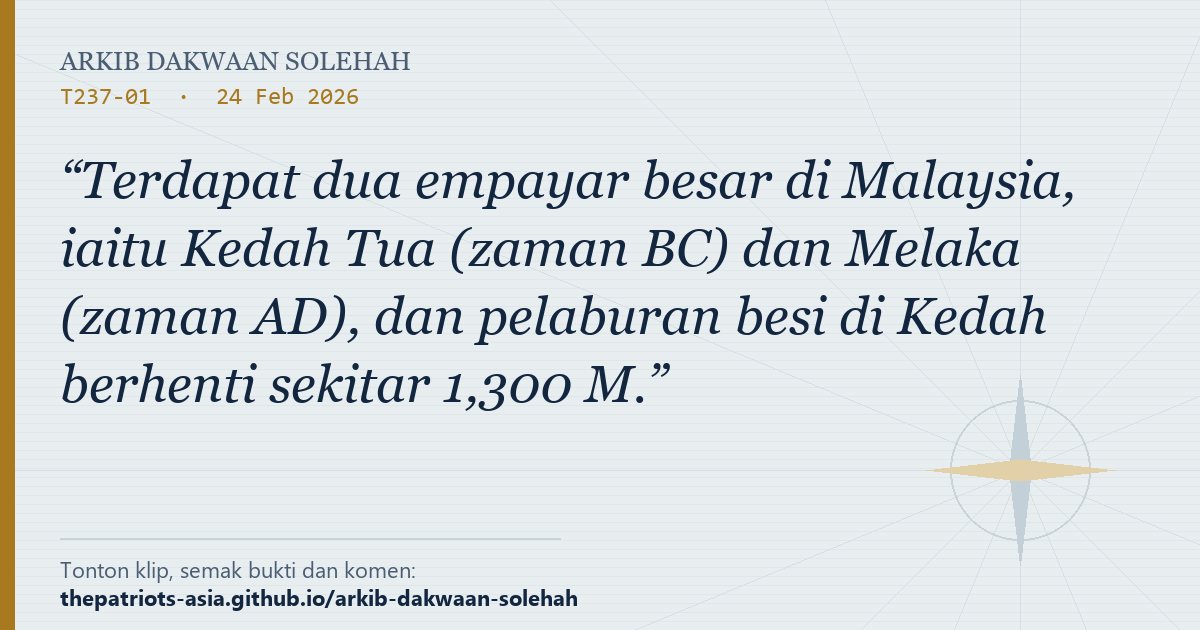 ARKIB DAKWAAN SOLEHAH
T237-01 · 24 Feb 2026
“Terdapat dua empayar besar di Malaysia,
iaitu Kedah Tua (zaman BC) dan Melaka
(zaman AD), dan pelaburan besi di Kedah
berhenti sekitar 1,300 M.”
Tonton klip, semak bukti dan komen:
thepatriots-asia.github.io/arkib-dakwaan-solehah